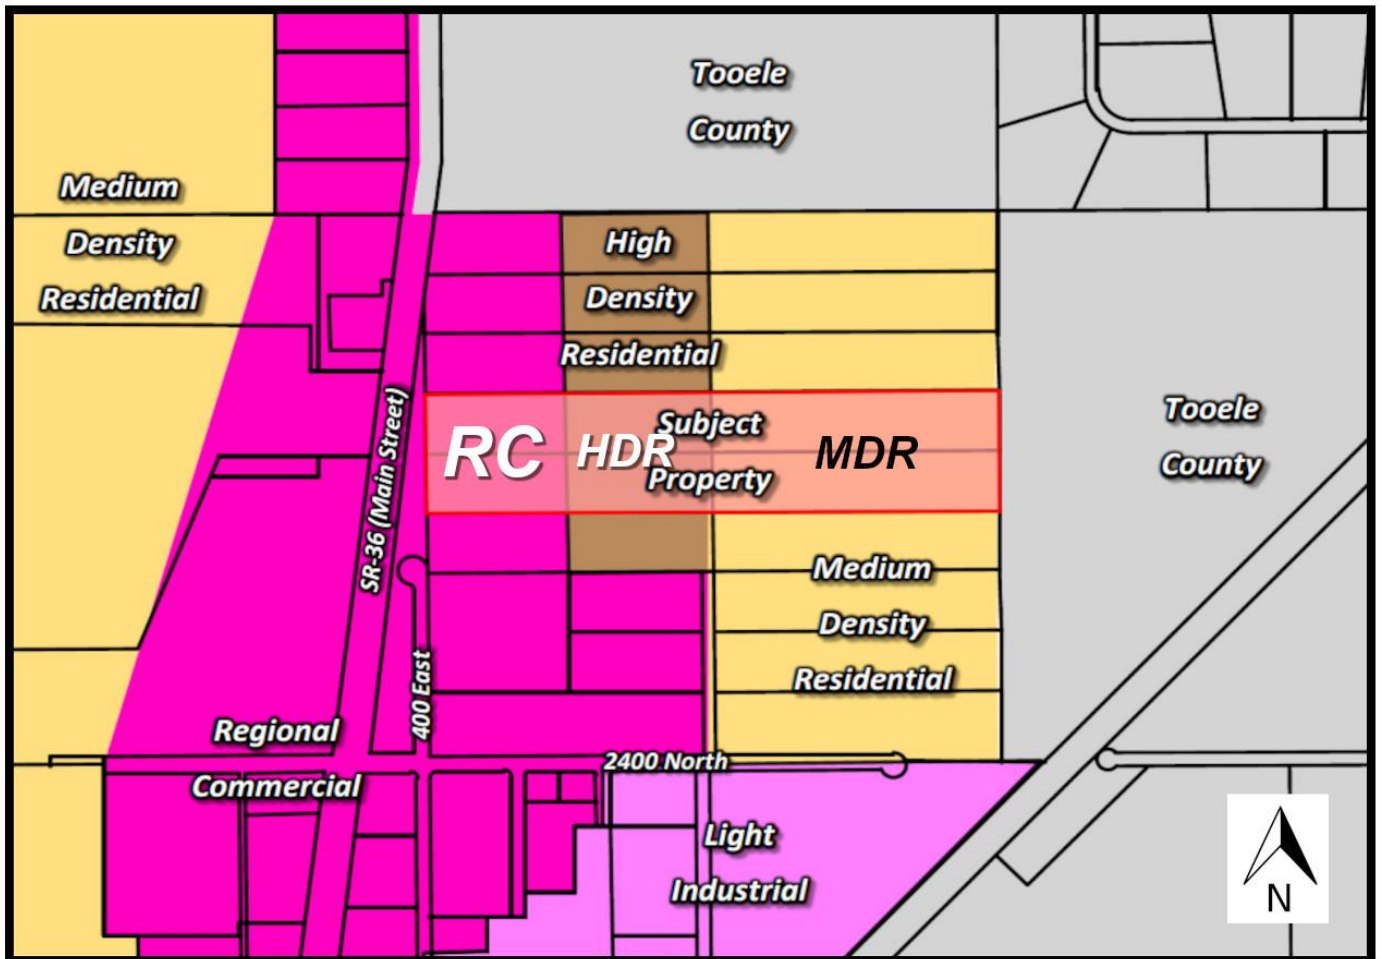 Tooele
County
Medium
Density
Residential
High
Density
Residential
SR-36 (Main Street)
Subject
Property
RC
HDR
MDR
Tooele
County
Medium
Density
Residential
400 East
Regional
Commercial
2400 North
Light
Industrial
N